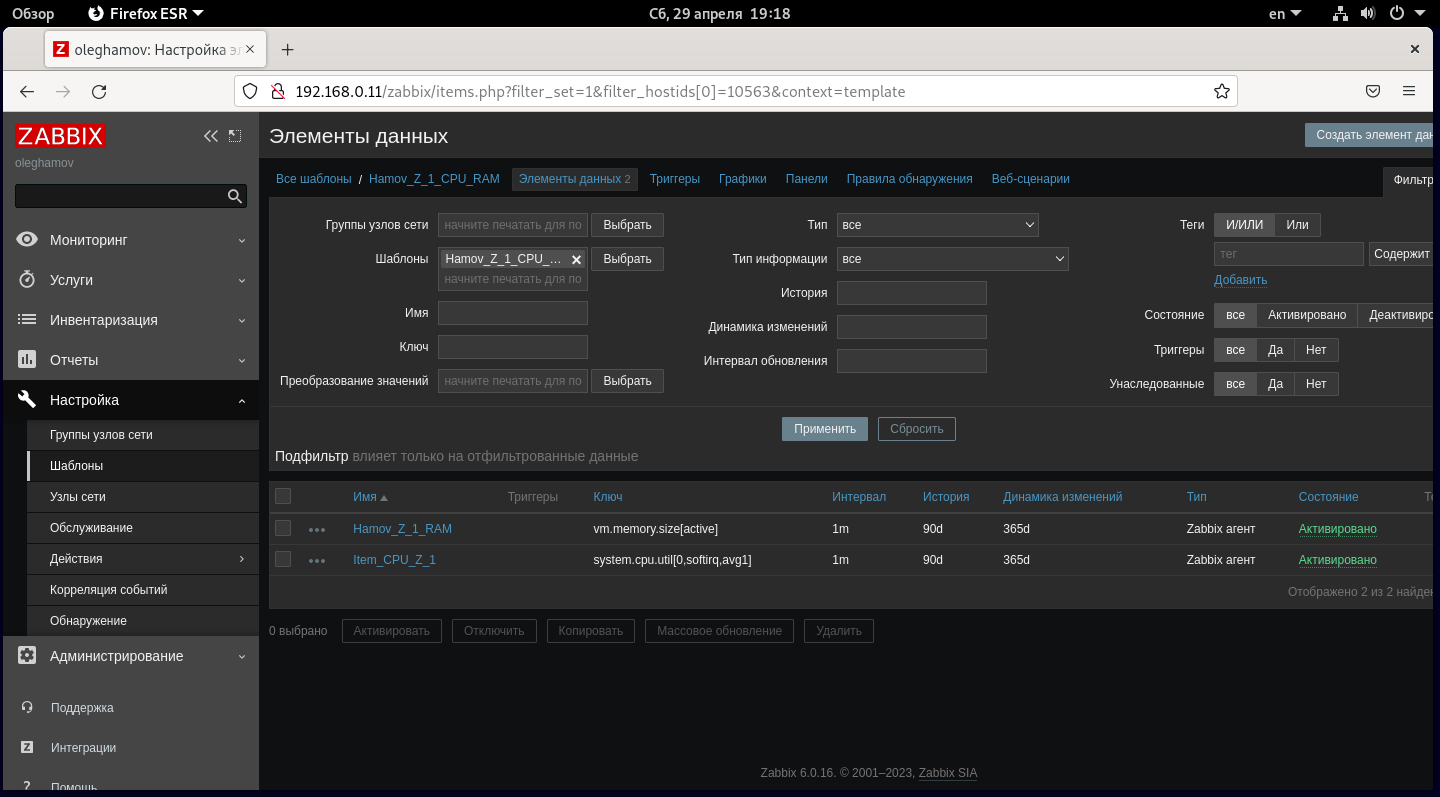 Обзор Firefox ESR Сб, 29 апреля 19:18 en
oleghamov: Настройка эл
192.168.0.11/zabbix/items.php?filter_set=1&filter_hostids[0]=10563&context=template
ZABBIX
oleghamov
Мониторинг
Услуги
Инвентаризация
Отчеты
Настройка
Группы узлов сети
Шаблоны
Узлы сети
Обслуживание
Действия
Корреляция событий
Обнаружение
Администрирование
Поддержка
Интеграции
Помощь
Элементы данных
Создать элемент дан
Все шаблоны / Hamov_Z_1_CPU_RAM Элементы данных 2 Триггеры Графики Панели Правила обнаружения Веб-сценарии
Фильтр
Группы узлов сети начните печатать для по Выбрать
Шаблоны Hamov_Z_1_CPU_... Выбрать
начните печатать для по
Имя
Ключ
Преобразование значений начните печатать для по Выбрать
Тип все
Тип информации все
История
Динамика изменений
Интервал обновления
Теги И/ИЛИ Или
тег Содержит
Добавить
Состояние все Активировано Деактивиро
Триггеры все Да Нет
Унаследованные все Да Нет
Применить Сбросить
Подфильтр влияет только на отфильтрованные данные
Имя Триггеры Ключ Интервал История Динамика изменений Тип Состояние Те
Hamov_Z_1_RAM vm.memory.size[active] 1m 90d 365d Zabbix агент Активировано
Item_CPU_Z_1 system.cpu.util[0,softirq,avg1] 1m 90d 365d Zabbix агент Активировано
Отображено 2 из 2 найден
0 выбрано Активировать Отключить Копировать Массовое обновление Удалить
Zabbix 6.0.16. © 2001–2023, Zabbix SIA